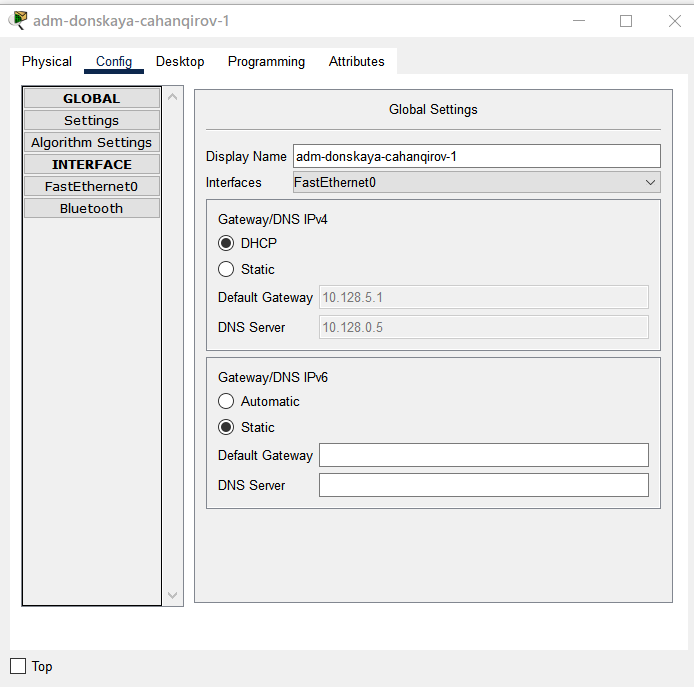 adm-donskaya-cahanqirov-1
Physical Config Desktop Programming Attributes
GLOBAL
Settings
Algorithm Settings
INTERFACE
FastEthernet0
Bluetooth
Global Settings
Display Name adm-donskaya-cahanqirov-1
Interfaces FastEthernet0
Gateway/DNS IPv4
DHCP
Static
Default Gateway 10.128.5.1
DNS Server 10.128.0.5
Gateway/DNS IPv6
Automatic
Static
Default Gateway
DNS Server
Top